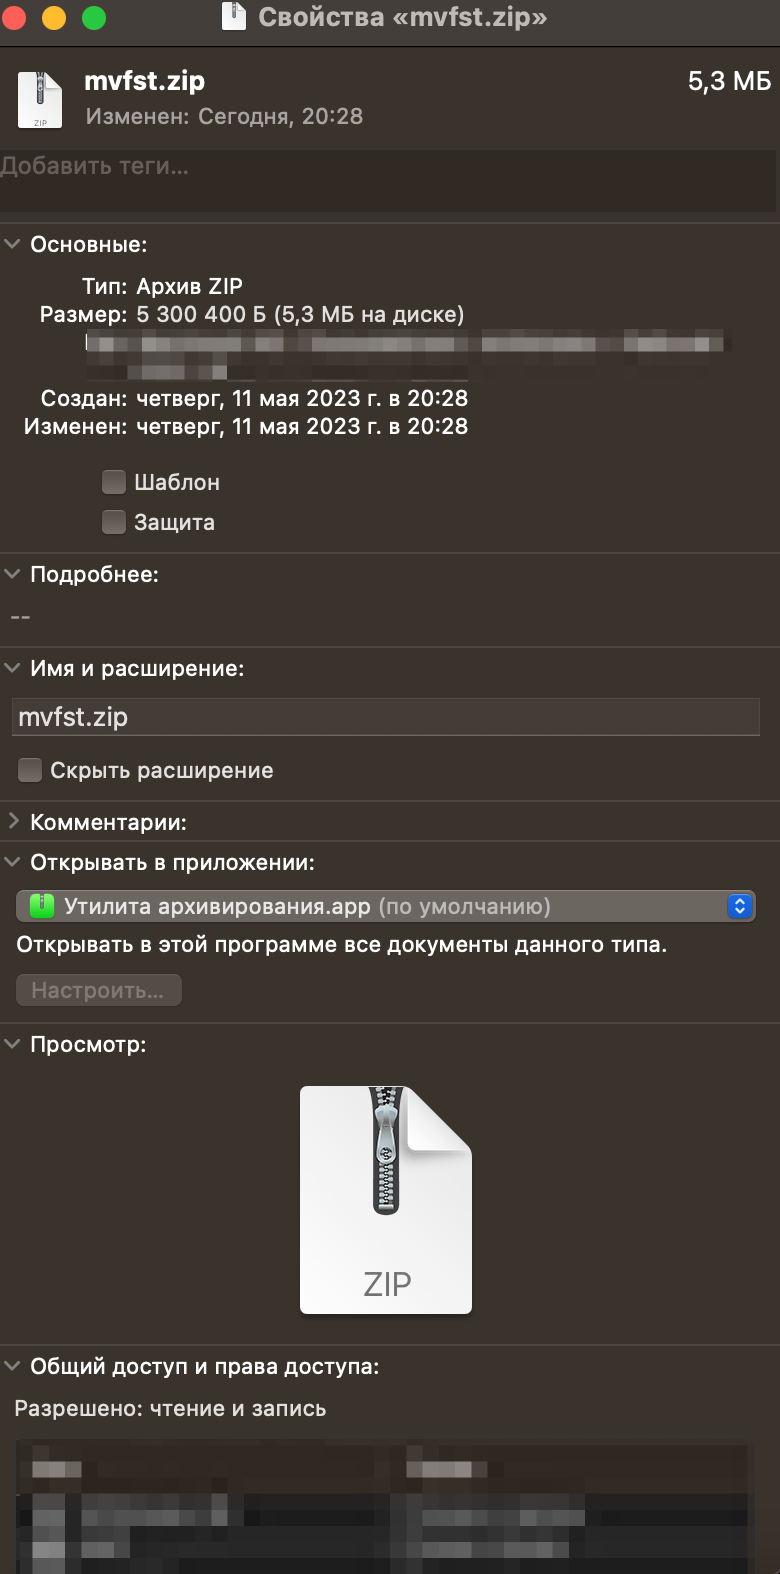 Свойства «mvfst.zip»
mvfst.zip
5,3 МБ
Изменен: Сегодня, 20:28
ZIP
Добавить теги...
Основные:
Тип: Архив ZIP
Размер: 5 300 400 Б (5,3 МБ на диске)
Создан: четверг, 11 мая 2023 г. в 20:28
Изменен: четверг, 11 мая 2023 г. в 20:28
Шаблон
Защита
Подробнее:
--
Имя и расширение:
mvfst.zip
Скрыть расширение
Комментарии:
Открывать в приложении:
Утилита архивирования.app (по умолчанию)
Открывать в этой программе все документы данного типа.
Настроить...
Просмотр:
ZIP
Общий доступ и права доступа:
Разрешено: чтение и запись